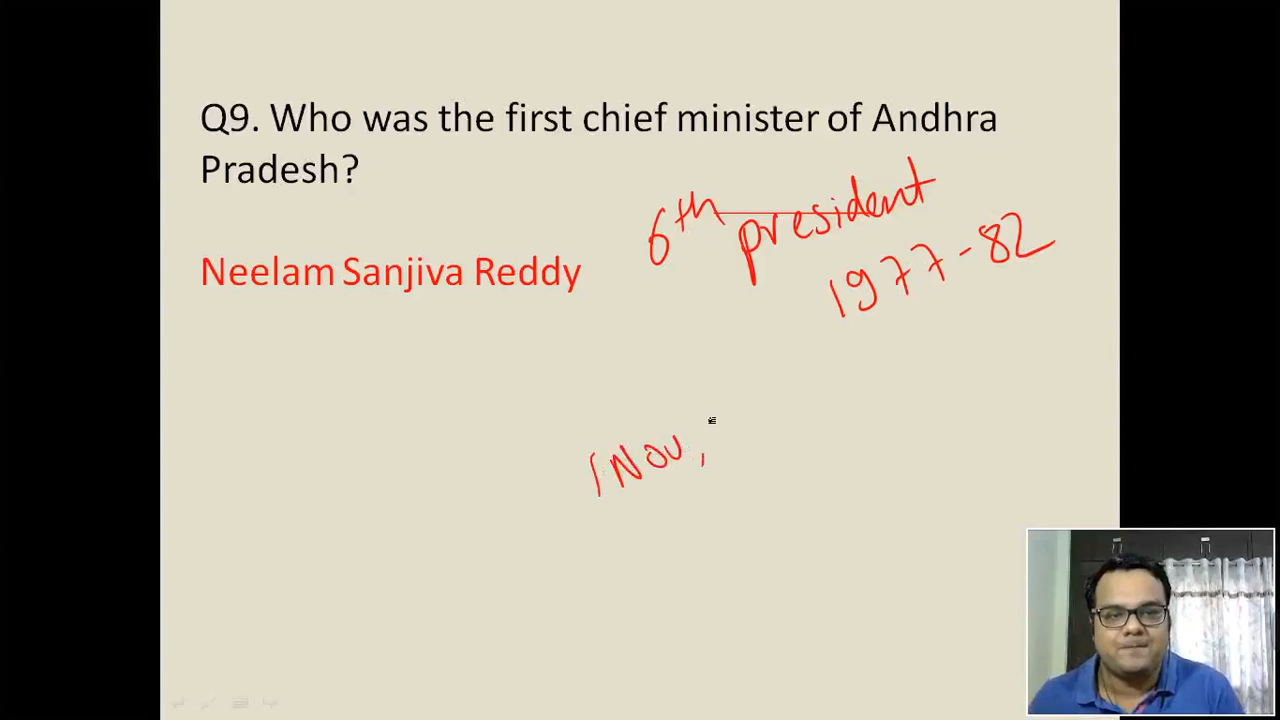 Q9. Who was the first chief minister of Andhra
Pradesh?
6th president
Neelam Sanjiva Reddy
1977-82
1 Nov,